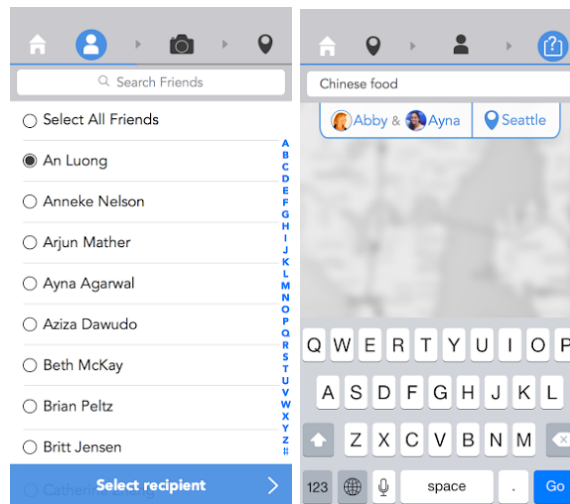 Search Friends
Select All Friends
An Luong
Anneke Nelson
Arjun Mather
Ayna Agarwal
Aziza Dawudo
Beth McKay
Brian Peltz
Britt Jensen
Select recipient
A
B
C
D
E
F
G
H
I
J
K
L
M
N
O
P
Q
R
S
T
U
V
W
X
Y
Z
#
?
Chinese food
Abby & Ayna Seattle
Q W E R T Y U I O P
A S D F G H J K L
Z X C V B N M
123 space . Go